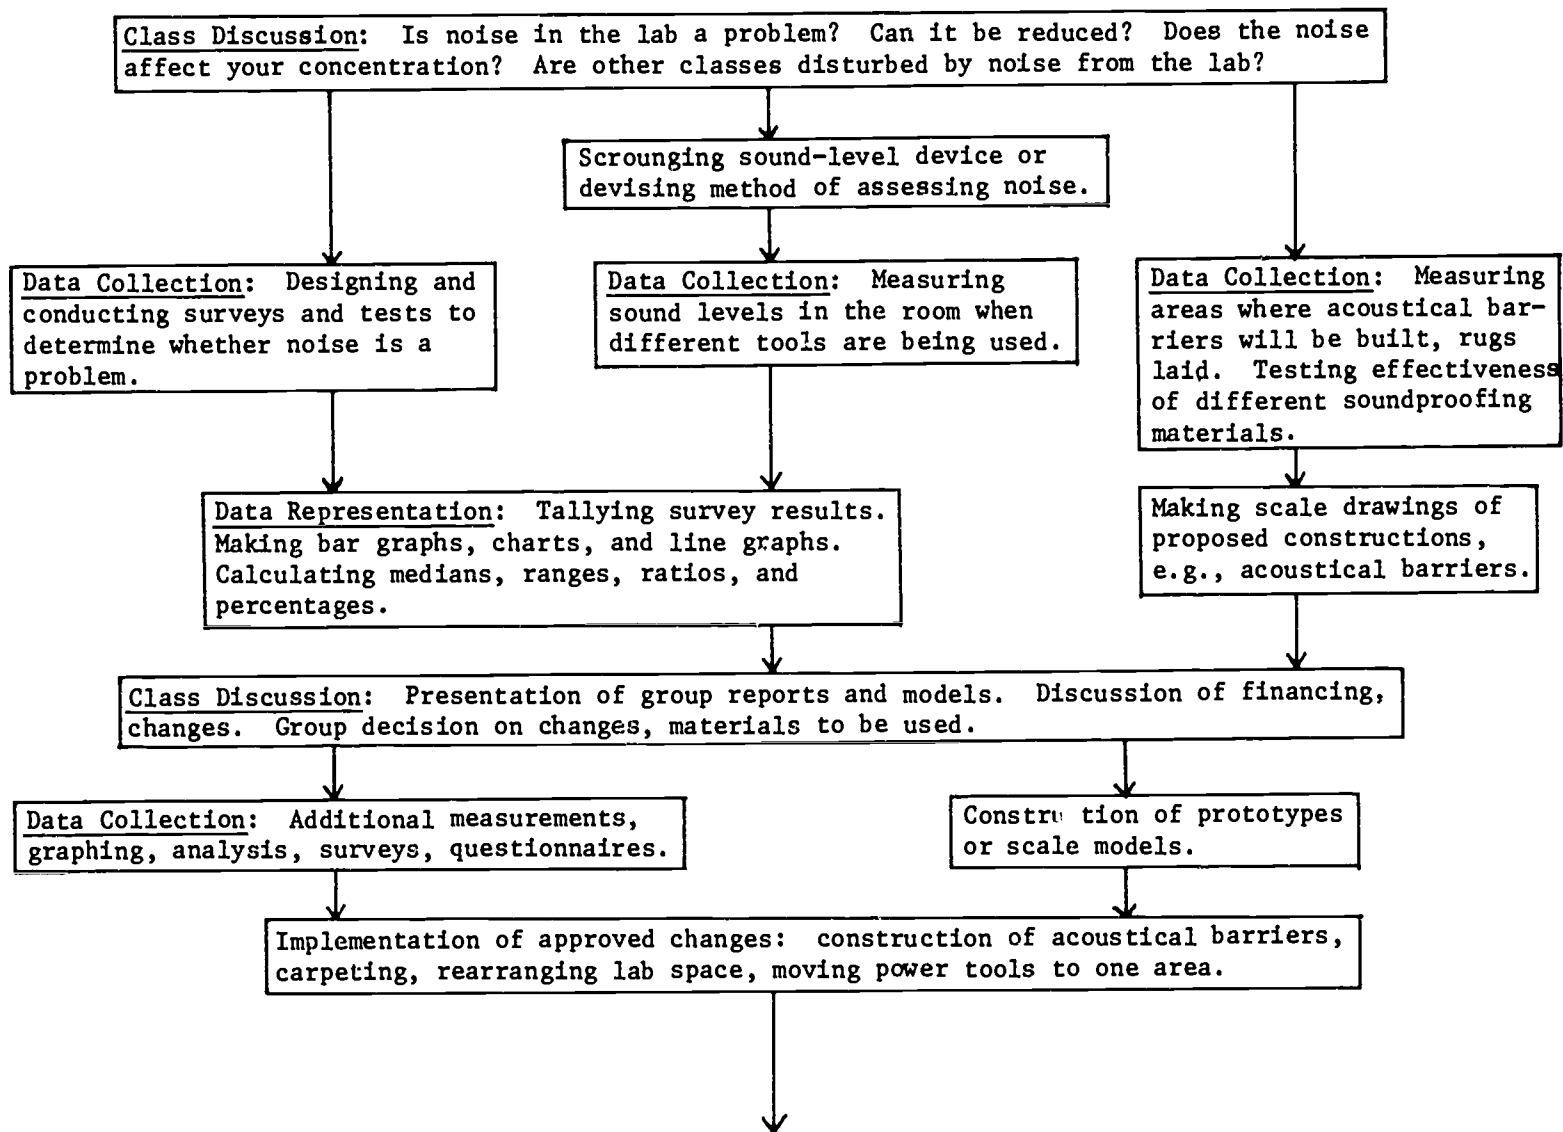 Class Discussion: Is noise in the lab a problem? Can it be reduced? Does the noise
affect your concentration? Are other classes disturbed by noise from the lab?
Scrounging sound-level device or
devising method of assessing noise.
Data Collection: Designing and
conducting surveys and tests to
determine whether noise is a
problem.
Data Collection: Measuring
sound levels in the room when
different tools are being used.
Data Collection: Measuring
areas where acoustical bar-
riers will be built, rugs
laid. Testing effectiveness
of different soundproofing
materials.
Data Representation: Tallying survey results.
Making bar graphs, charts, and line graphs.
Calculating medians, ranges, ratios, and
percentages.
Making scale drawings of
proposed constructions,
e.g., acoustical barriers.
Class Discussion: Presentation of group reports and models. Discussion of financing,
changes. Group decision on changes, materials to be used.
Data Collection: Additional measurements,
graphing, analysis, surveys, questionnaires.
Constru tion of prototypes
or scale models.
Implementation of approved changes: construction of acoustical barriers,
carpeting, rearranging lab space, moving power tools to one area.